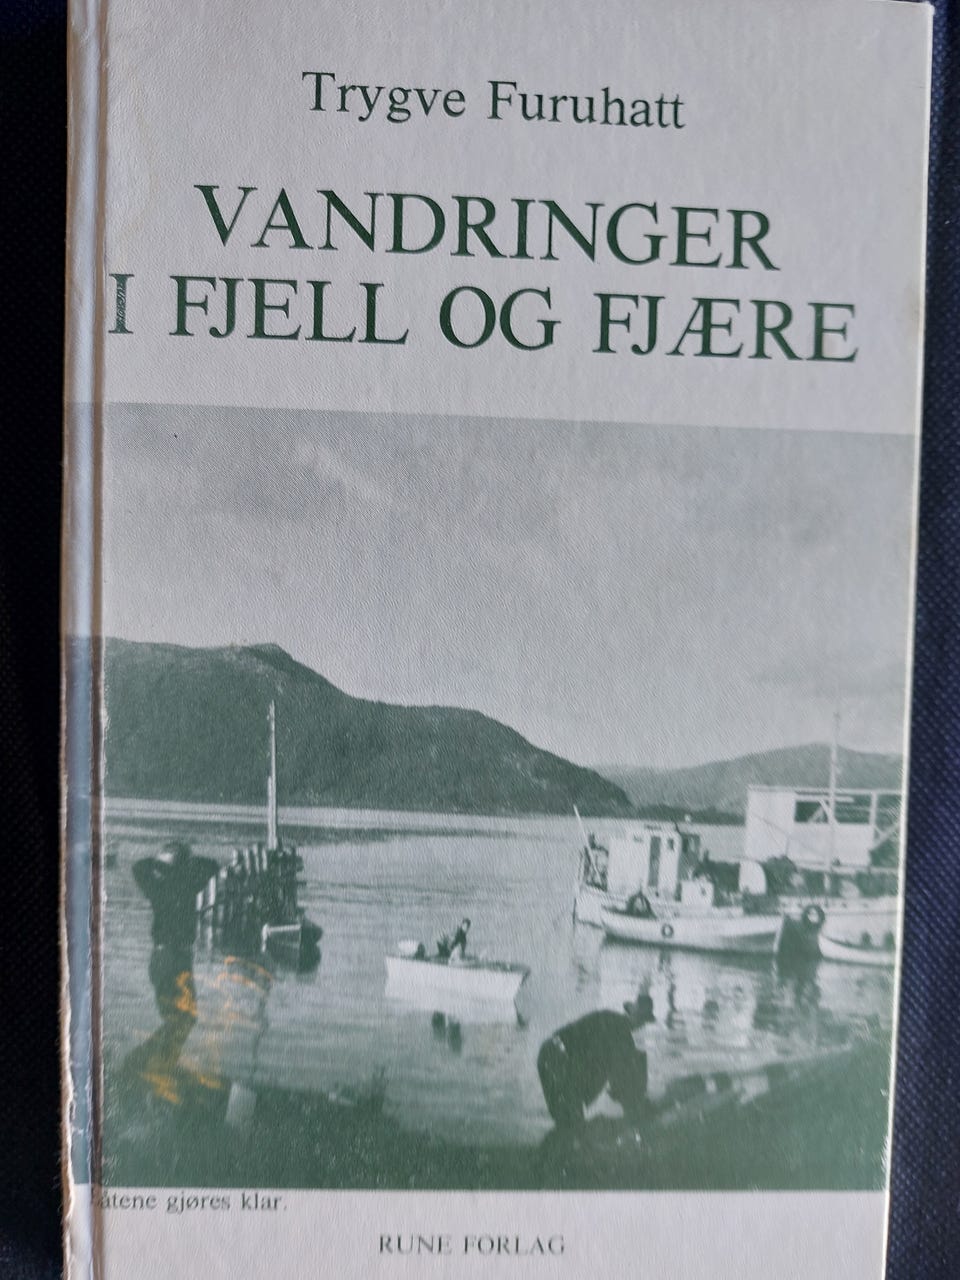 Trygve Furuhatt
VANDRINGER
I FJELL OG FJÆRE
gjøres klar.
RUNE FORLAG